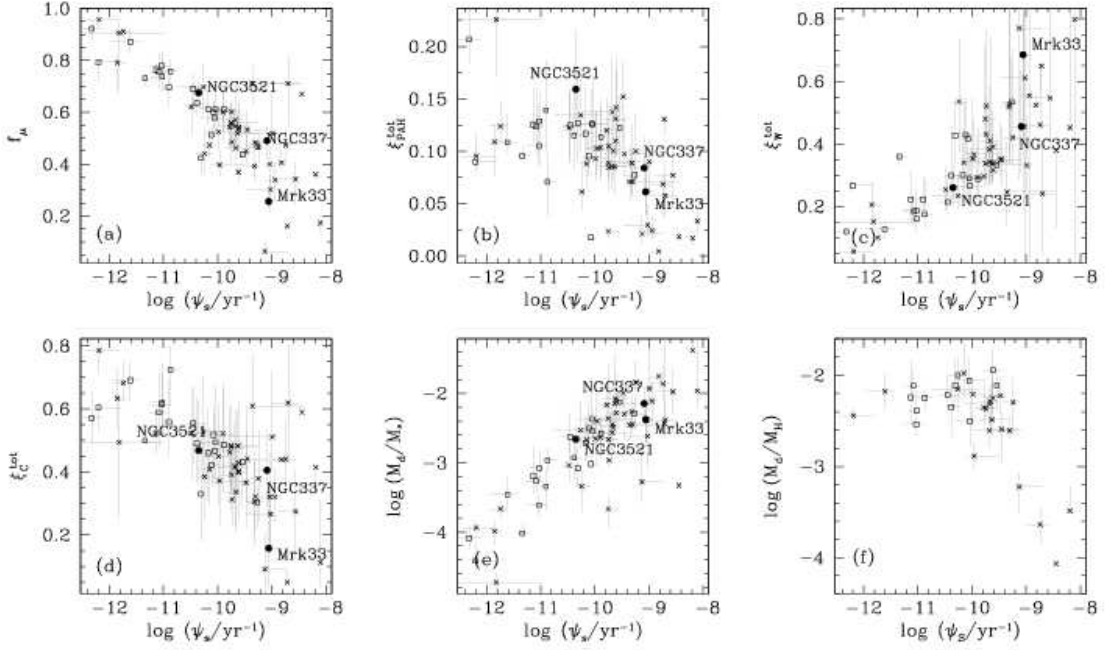 1.0
0.8
0.6
0.4
0.2
f_μ
NGC3521
NGC337
Mrk33
(a)
−12 −11 −10 −9 −8
log (ψ_s/yr⁻¹)
0.20
0.15
0.10
0.05
0.00
ξ_PAH^tot
NGC3521
NGC337
Mrk33
(b)
−12 −11 −10 −9 −8
log (ψ_s/yr⁻¹)
0.8
0.6
0.4
0.2
ξ_W^tot
Mrk33
NGC337
NGC3521
(c)
−12 −11 −10 −9 −8
log (ψ_s/yr⁻¹)
0.8
0.6
0.4
0.2
ξ_C^tot
NGC3521
NGC337
Mrk33
(d)
−12 −11 −10 −9 −8
log (ψ_s/yr⁻¹)
−2
−3
−4
log (M_d/M_*)
NGC337
Mrk33
NGC3521
(e)
−12 −11 −10 −9 −8
log (ψ_s/yr⁻¹)
−2
−3
−4
log (M_d/M_H)
(f)
−12 −11 −10 −9 −8
log (ψ_S/yr⁻¹)